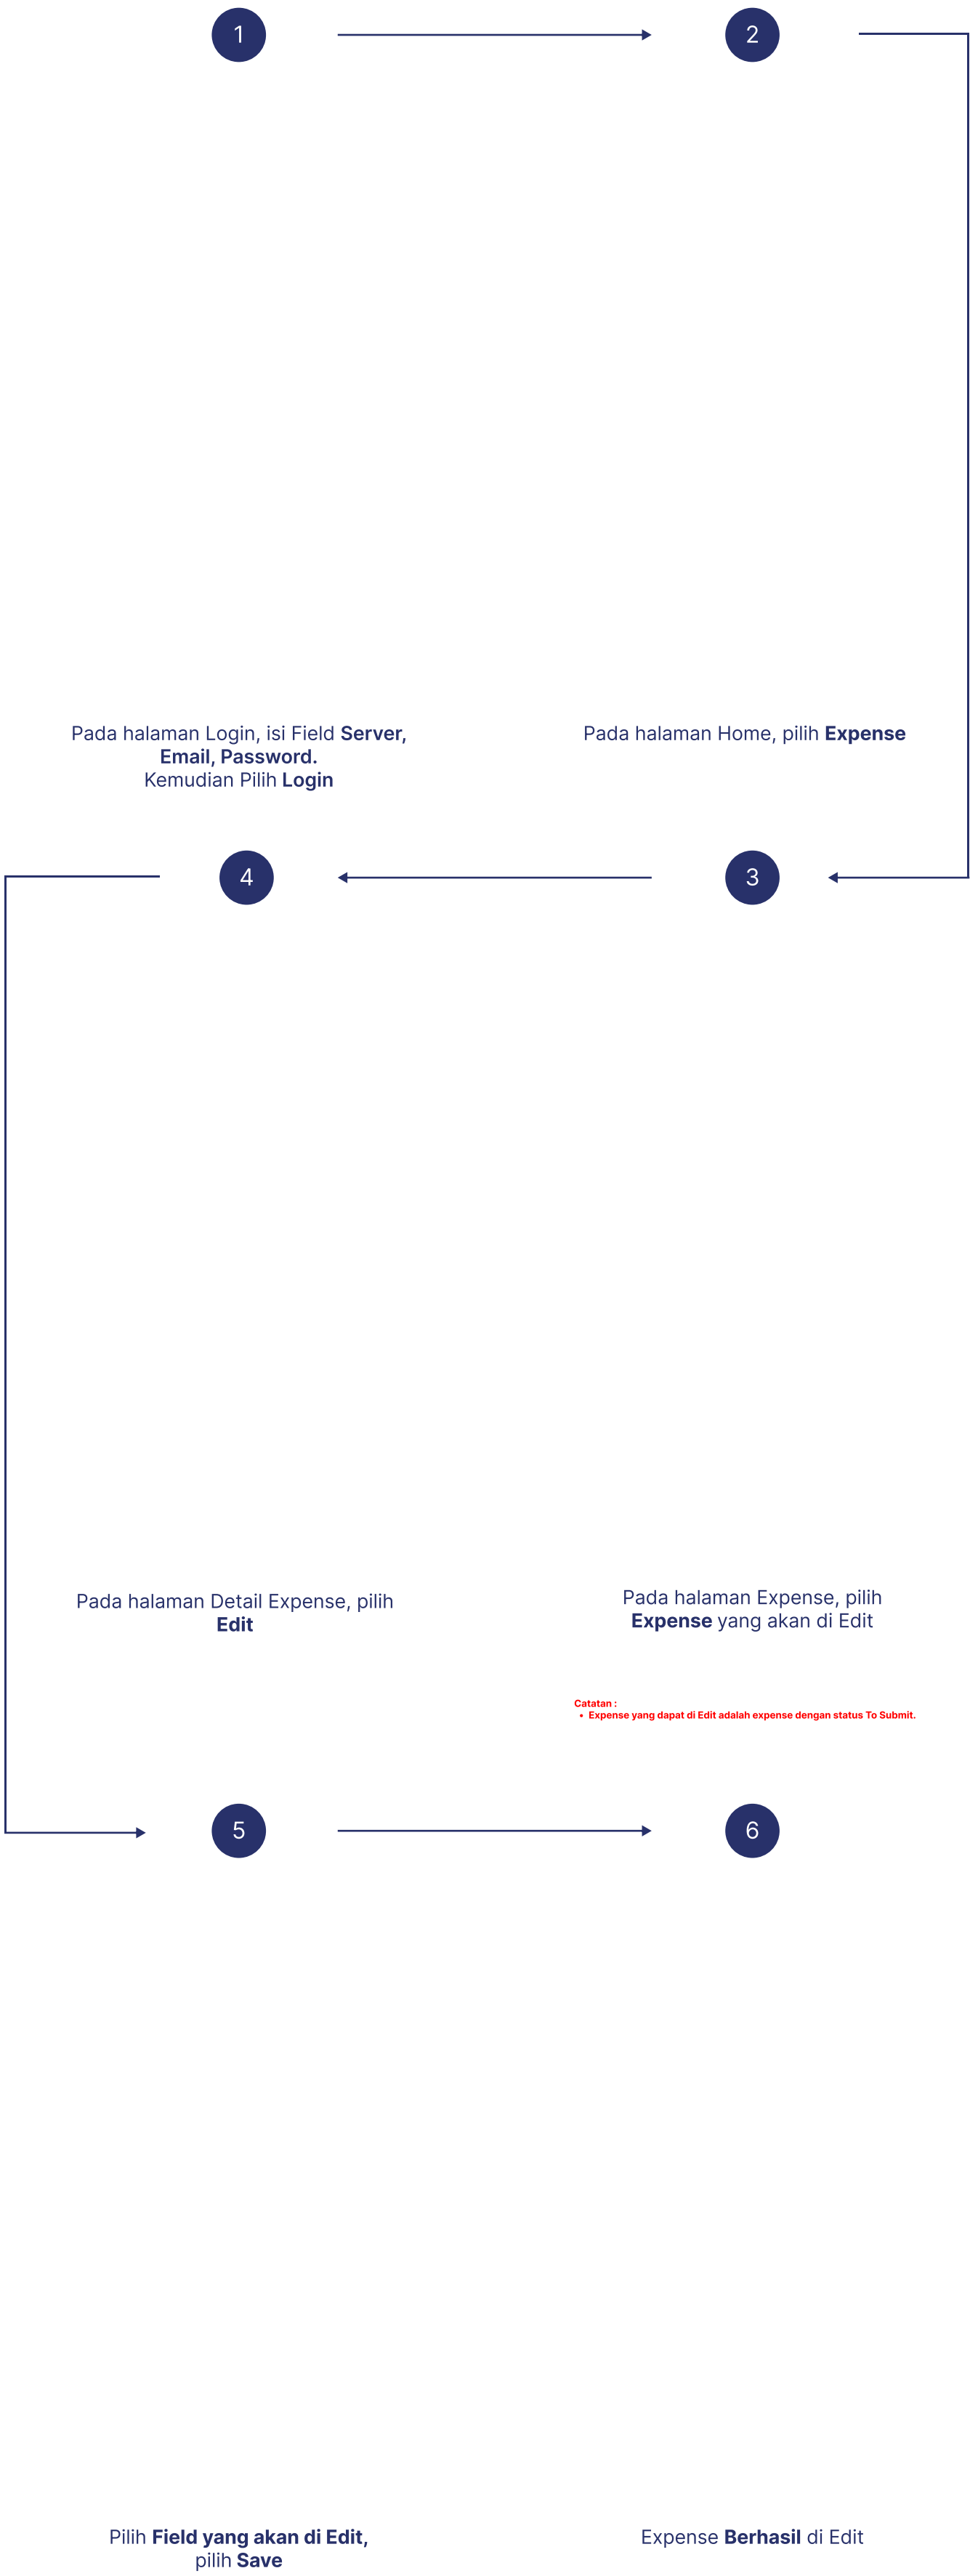 1
2
Pada halaman Login, isi Field Server,
Email, Password.
Kemudian Pilih Login
Pada halaman Home, pilih Expense
3
4
Pada halaman Expense, pilih
Expense yang akan di Edit
Catatan :
• Expense yang dapat di Edit adalah expense dengan status To Submit.
Pada halaman Detail Expense, pilih
Edit
5
6
Pilih Field yang akan di Edit,
pilih Save
Expense Berhasil di Edit